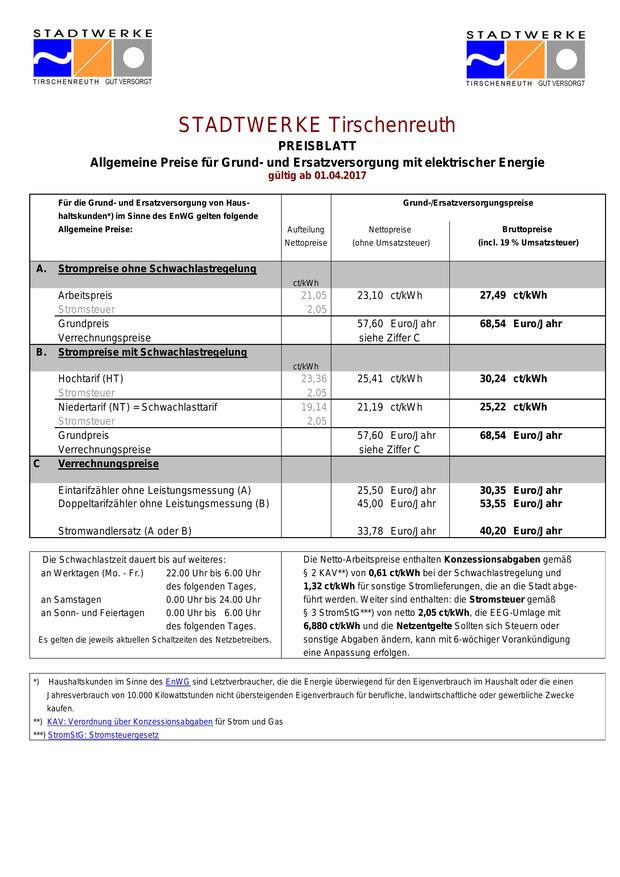 STADTWERKE
TIRSCHENREUTH GUT VERSORGT
STADTWERKE
TIRSCHENREUTH GUT VERSORGT
STADTWERKE Tirschenreuth
PREISBLATT
Allgemeine Preise für Grund- und Ersatzversorgung mit elektrischer Energie
gültig ab 01.04.2017
Für die Grund- und Ersatzversorgung von Haus-
haltskunden*) im Sinne des EnWG gelten folgende
Allgemeine Preise:
Aufteilung
Nettopreise
Grund-/Ersatzversorgungspreise
Nettopreise
(ohne Umsatzsteuer)
Bruttopreise
(incl. 19 % Umsatzsteuer)
A. Strompreise ohne Schwachlastregelung
ct/kWh
Arbeitspreis 21,05 23,10 ct/kWh 27,49 ct/kWh
Stromsteuer 2,05
Grundpreis 57,60 Euro/Jahr 68,54 Euro/Jahr
Verrechnungspreise siehe Ziffer C
B. Strompreise mit Schwachlastregelung
ct/kWh
Hochtarif (HT) 23,36 25,41 ct/kWh 30,24 ct/kWh
Stromsteuer 2,05
Niedertarif (NT) = Schwachlasttarif 19,14 21,19 ct/kWh 25,22 ct/kWh
Stromsteuer 2,05
Grundpreis 57,60 Euro/Jahr 68,54 Euro/Jahr
Verrechnungspreise siehe Ziffer C
C Verrechnungspreise
Eintarifzähler ohne Leistungsmessung (A) 25,50 Euro/Jahr 30,35 Euro/Jahr
Doppeltarifzähler ohne Leistungsmessung (B) 45,00 Euro/Jahr 53,55 Euro/Jahr
Stromwandlersatz (A oder B) 33,78 Euro/Jahr 40,20 Euro/Jahr
Die Schwachlastzeit dauert bis auf weiteres:
an Werktagen (Mo. - Fr.) 22.00 Uhr bis 6.00 Uhr
des folgenden Tages,
an Samstagen 0.00 Uhr bis 24.00 Uhr
an Sonn- und Feiertagen 0.00 Uhr bis 6.00 Uhr
des folgenden Tages.
Es gelten die jeweils aktuellen Schaltzeiten des Netzbetreibers.
Die Netto-Arbeitspreise enthalten Konzessionsabgaben gemäß
§ 2 KAV**) von 0,61 ct/kWh bei der Schwachlastregelung und
1,32 ct/kWh für sonstige Stromlieferungen, die an die Stadt abge-
führt werden. Weiter sind enthalten: die Stromsteuer gemäß
§ 3 StromStG***) von netto 2,05 ct/kWh, die EEG-Umlage mit
6,880 ct/kWh und die Netzentgelte Sollten sich Steuern oder
sonstige Abgaben ändern, kann mit 6-wöchiger Vorankündigung
eine Anpassung erfolgen.
*) Haushaltskunden im Sinne des EnWG sind Letztverbraucher, die die Energie überwiegend für den Eigenverbrauch im Haushalt oder die einen
Jahresverbrauch von 10.000 Kilowattstunden nicht übersteigenden Eigenverbrauch für berufliche, landwirtschaftliche oder gewerbliche Zwecke
kaufen.
**) KAV: Verordnung über Konzessionsabgaben für Strom und Gas
***) StromStG: Stromsteuergesetz